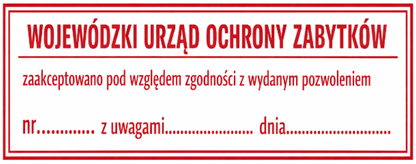 WOJEWÓDZKI URZĄD OCHRONY ZABYTKÓW
zaakceptowano pod względem zgodności z wydanym pozwoleniem
nr............. z uwagami....................... dnia...........................